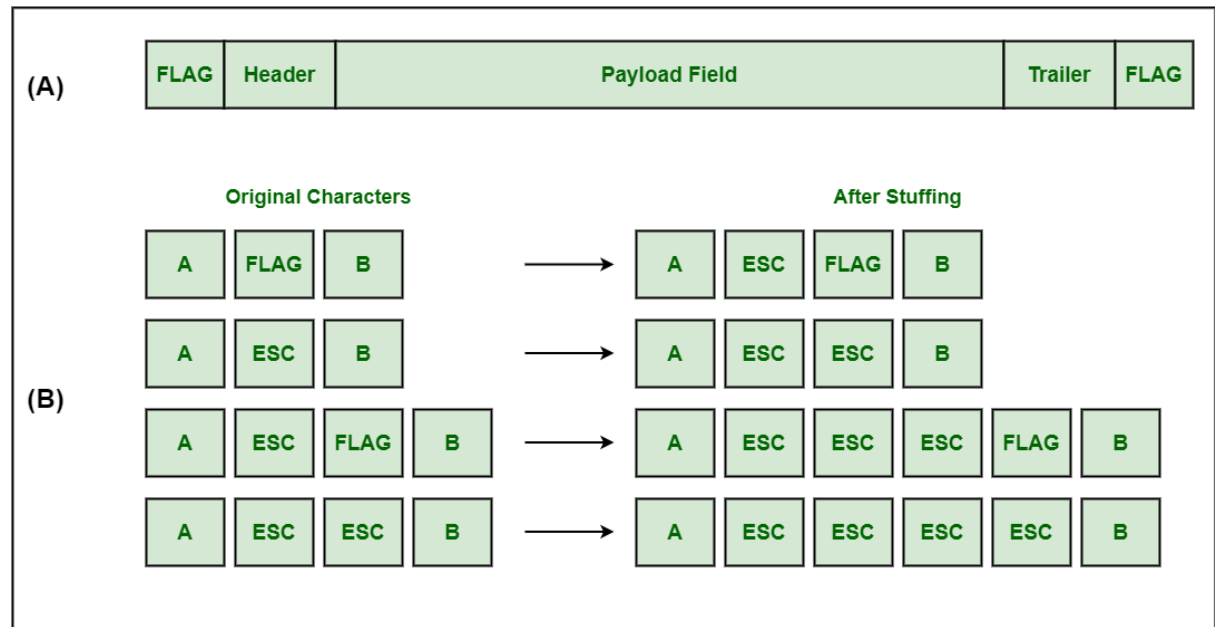 (A) FLAG Header Payload Field Trailer FLAG
Original Characters After Stuffing
A FLAG B A ESC FLAG B
A ESC B A ESC ESC B
(B)
A ESC FLAG B A ESC ESC ESC FLAG B
A ESC ESC B A ESC ESC ESC ESC B